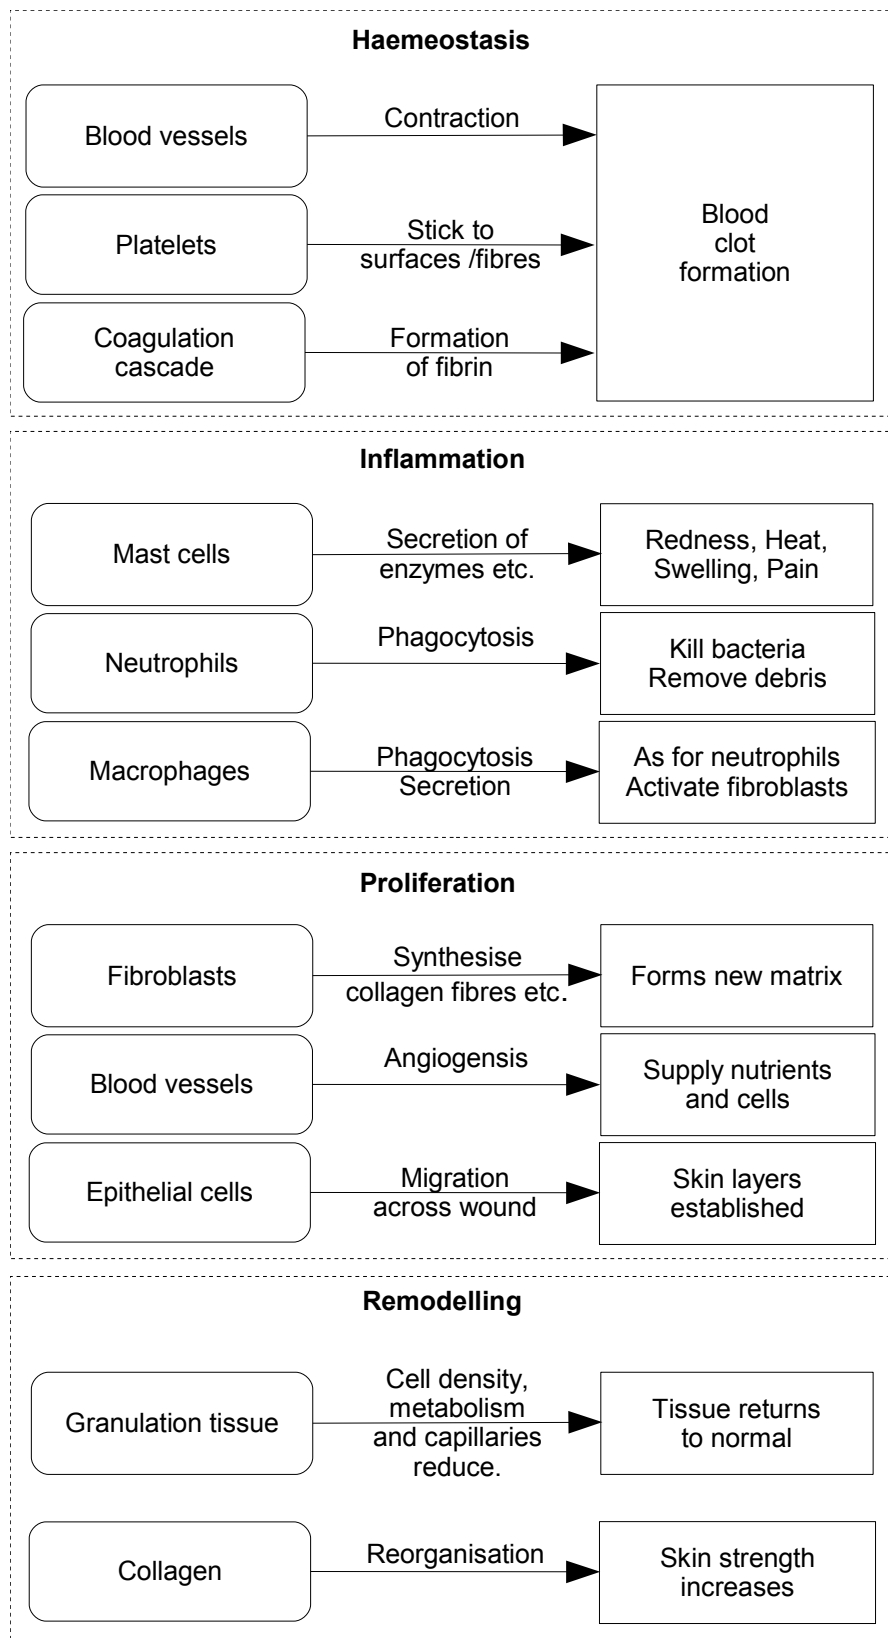 Haemeostasis
Blood vessels
Contraction
Blood
clot
formation
Platelets
Stick to
surfaces /fibres
Coagulation
cascade
Formation
of fibrin
Inflammation
Mast cells
Secretion of
enzymes etc.
Redness, Heat,
Swelling, Pain
Neutrophils
Phagocytosis
Kill bacteria
Remove debris
Macrophages
Phagocytosis
Secretion
As for neutrophils
Activate fibroblasts
Proliferation
Fibroblasts
Synthesise
collagen fibres etc.
Forms new matrix
Blood vessels
Angiogensis
Supply nutrients
and cells
Epithelial cells
Migration
across wound
Skin layers
established
Remodelling
Granulation tissue
Cell density,
metabolism
and capillaries
reduce.
Tissue returns
to normal
Collagen
Reorganisation
Skin strength
increases